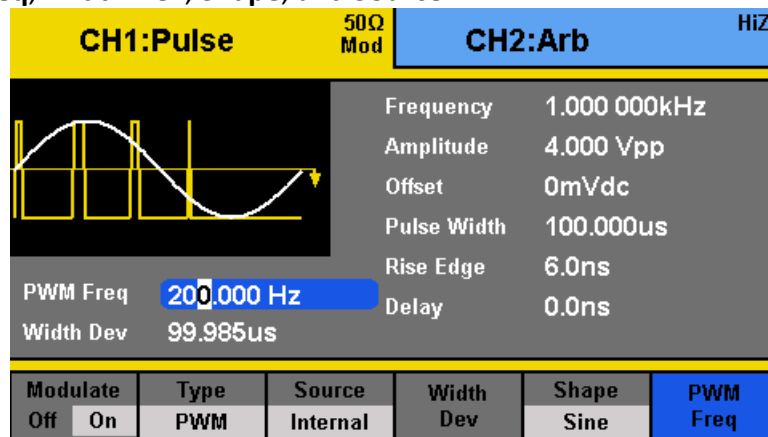 CH1:Pulse
50Ω
Mod
CH2:Arb
HiZ
Frequency 1.000 000kHz
Amplitude 4.000 Vpp
Offset 0mVdc
Pulse Width 100.000us
Rise Edge 6.0ns
Delay 0.0ns
PWM Freq 200.000 Hz
Width Dev 99.985us
Modulate Type Source Width Shape PWM
Off On PWM Internal Dev Sine Freq